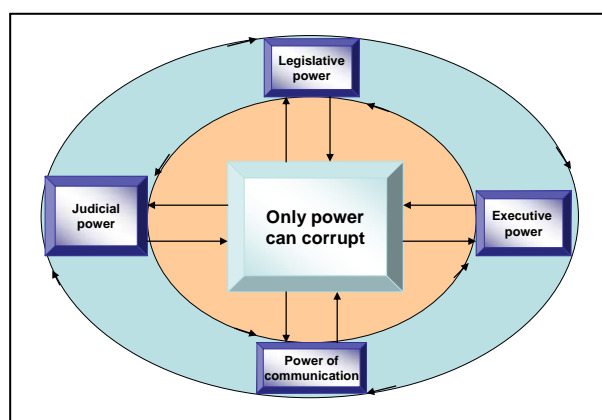 Legislative
power
Judicial
power
Only power
can corrupt
Executive
power
Power of
communication